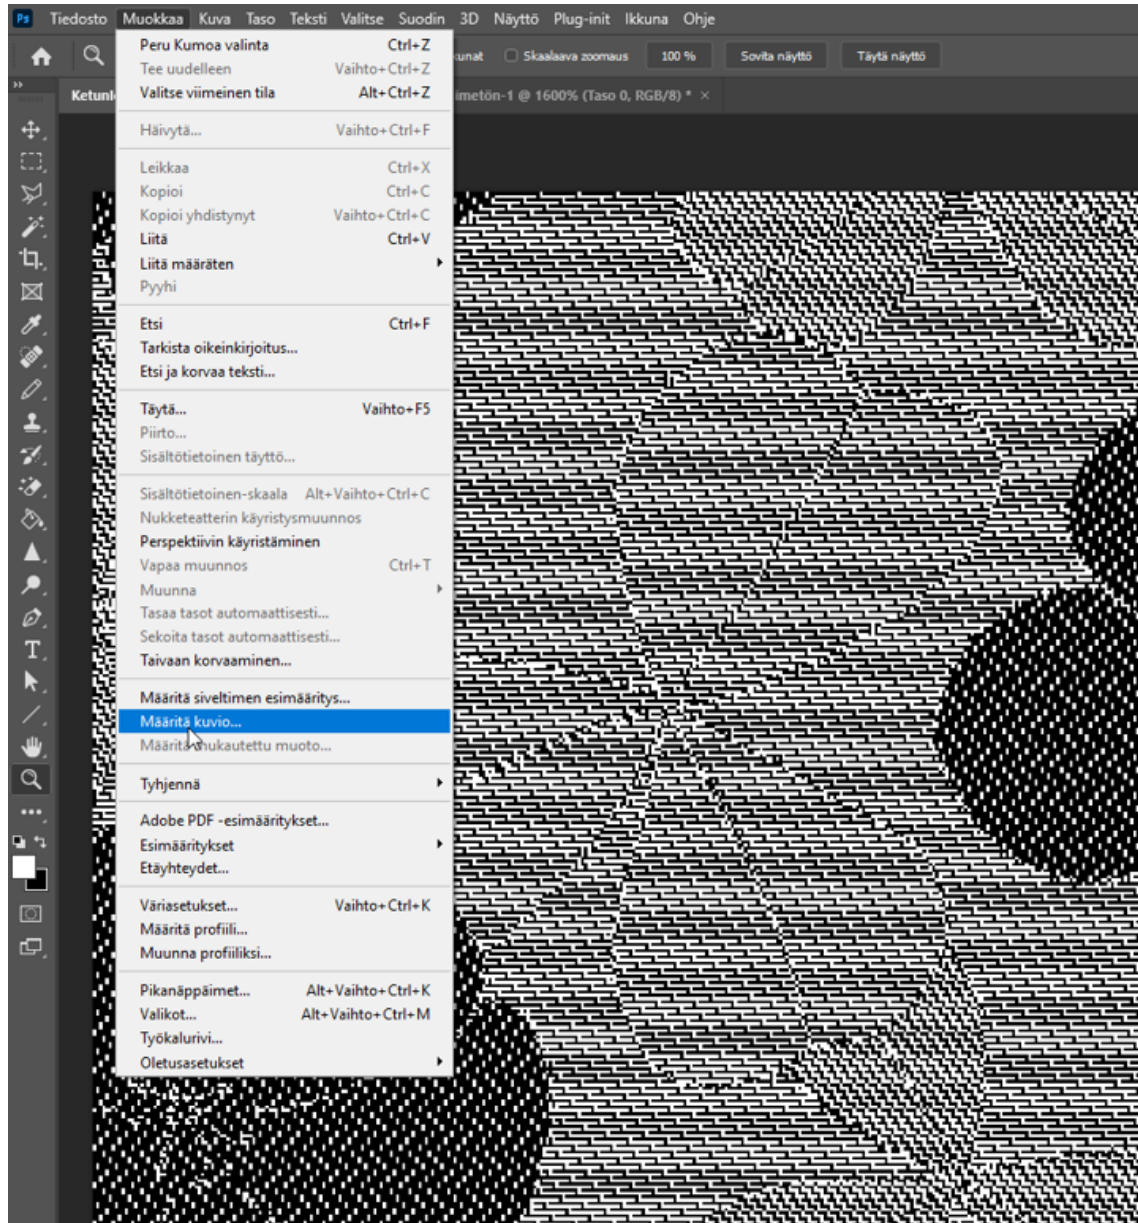 Ps Tiedosto Muokkaa Kuva Taso Teksti Valitse Suodin 3D Näyttö Plug-init Ikkuna Ohje
Skaalaava zoomaus 100 % Sovita näyttö Täytä näyttö
imetön-1 @ 1600% (Taso 0, RGB/8) * ×
Peru Kumoa valinta Ctrl+Z
Tee uudelleen Vaihto+Ctrl+Z
Valitse viimeinen tila Alt+Ctrl+Z
Häivytä... Vaihto+Ctrl+F
Leikkaa Ctrl+X
Kopioi Ctrl+C
Kopioi yhdistynyt Vaihto+Ctrl+C
Liitä Ctrl+V
Liitä määräten
Pyyhi
Etsi Ctrl+F
Tarkista oikeinkirjoitus...
Etsi ja korvaa teksti...
Täytä... Vaihto+F5
Piirto...
Sisältötietoinen täyttö...
Sisältötietoinen-skaala Alt+Vaihto+Ctrl+C
Nukketeatterin käyristysmuunnos
Perspektiivin käyristäminen
Vapaa muunnos Ctrl+T
Muunna
Tasaa tasot automaattisesti...
Sekoita tasot automaattisesti...
Taivaan korvaaminen...
Määritä siveltimen esimääritys...
Määritä kuvio...
Määritä mukautettu muoto...
Tyhjennä
Adobe PDF -esimääritykset...
Esimääritykset
Etäyhteydet...
Väriasetukset... Vaihto+Ctrl+K
Määritä profiili...
Muunna profiiliksi...
Pikanäppäimet... Alt+Vaihto+Ctrl+K
Valikot... Alt+Vaihto+Ctrl+M
Työkalurivi...
Oletusasetukset